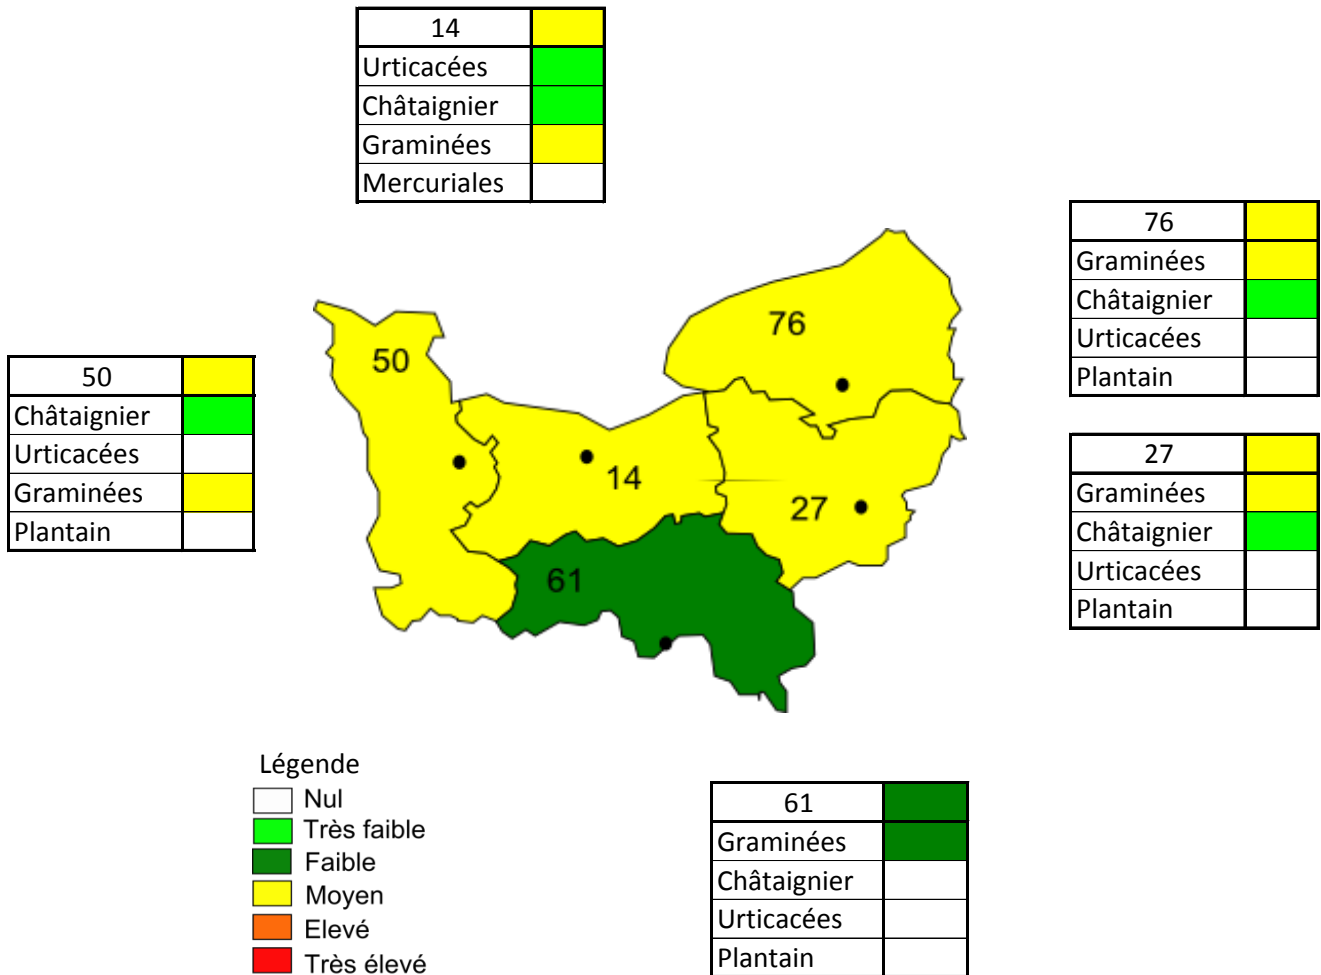 14
Urticacées
Châtaignier
Graminées
Mercuriales
76
Graminées
Châtaignier
Urticacées
Plantain
50
Châtaignier
Urticacées
Graminées
Plantain
27
Graminées
Châtaignier
Urticacées
Plantain
76
50
14
27
61
Légende
Nul
Très faible
Faible
Moyen
Elevé
Très élevé
61
Graminées
Châtaignier
Urticacées
Plantain